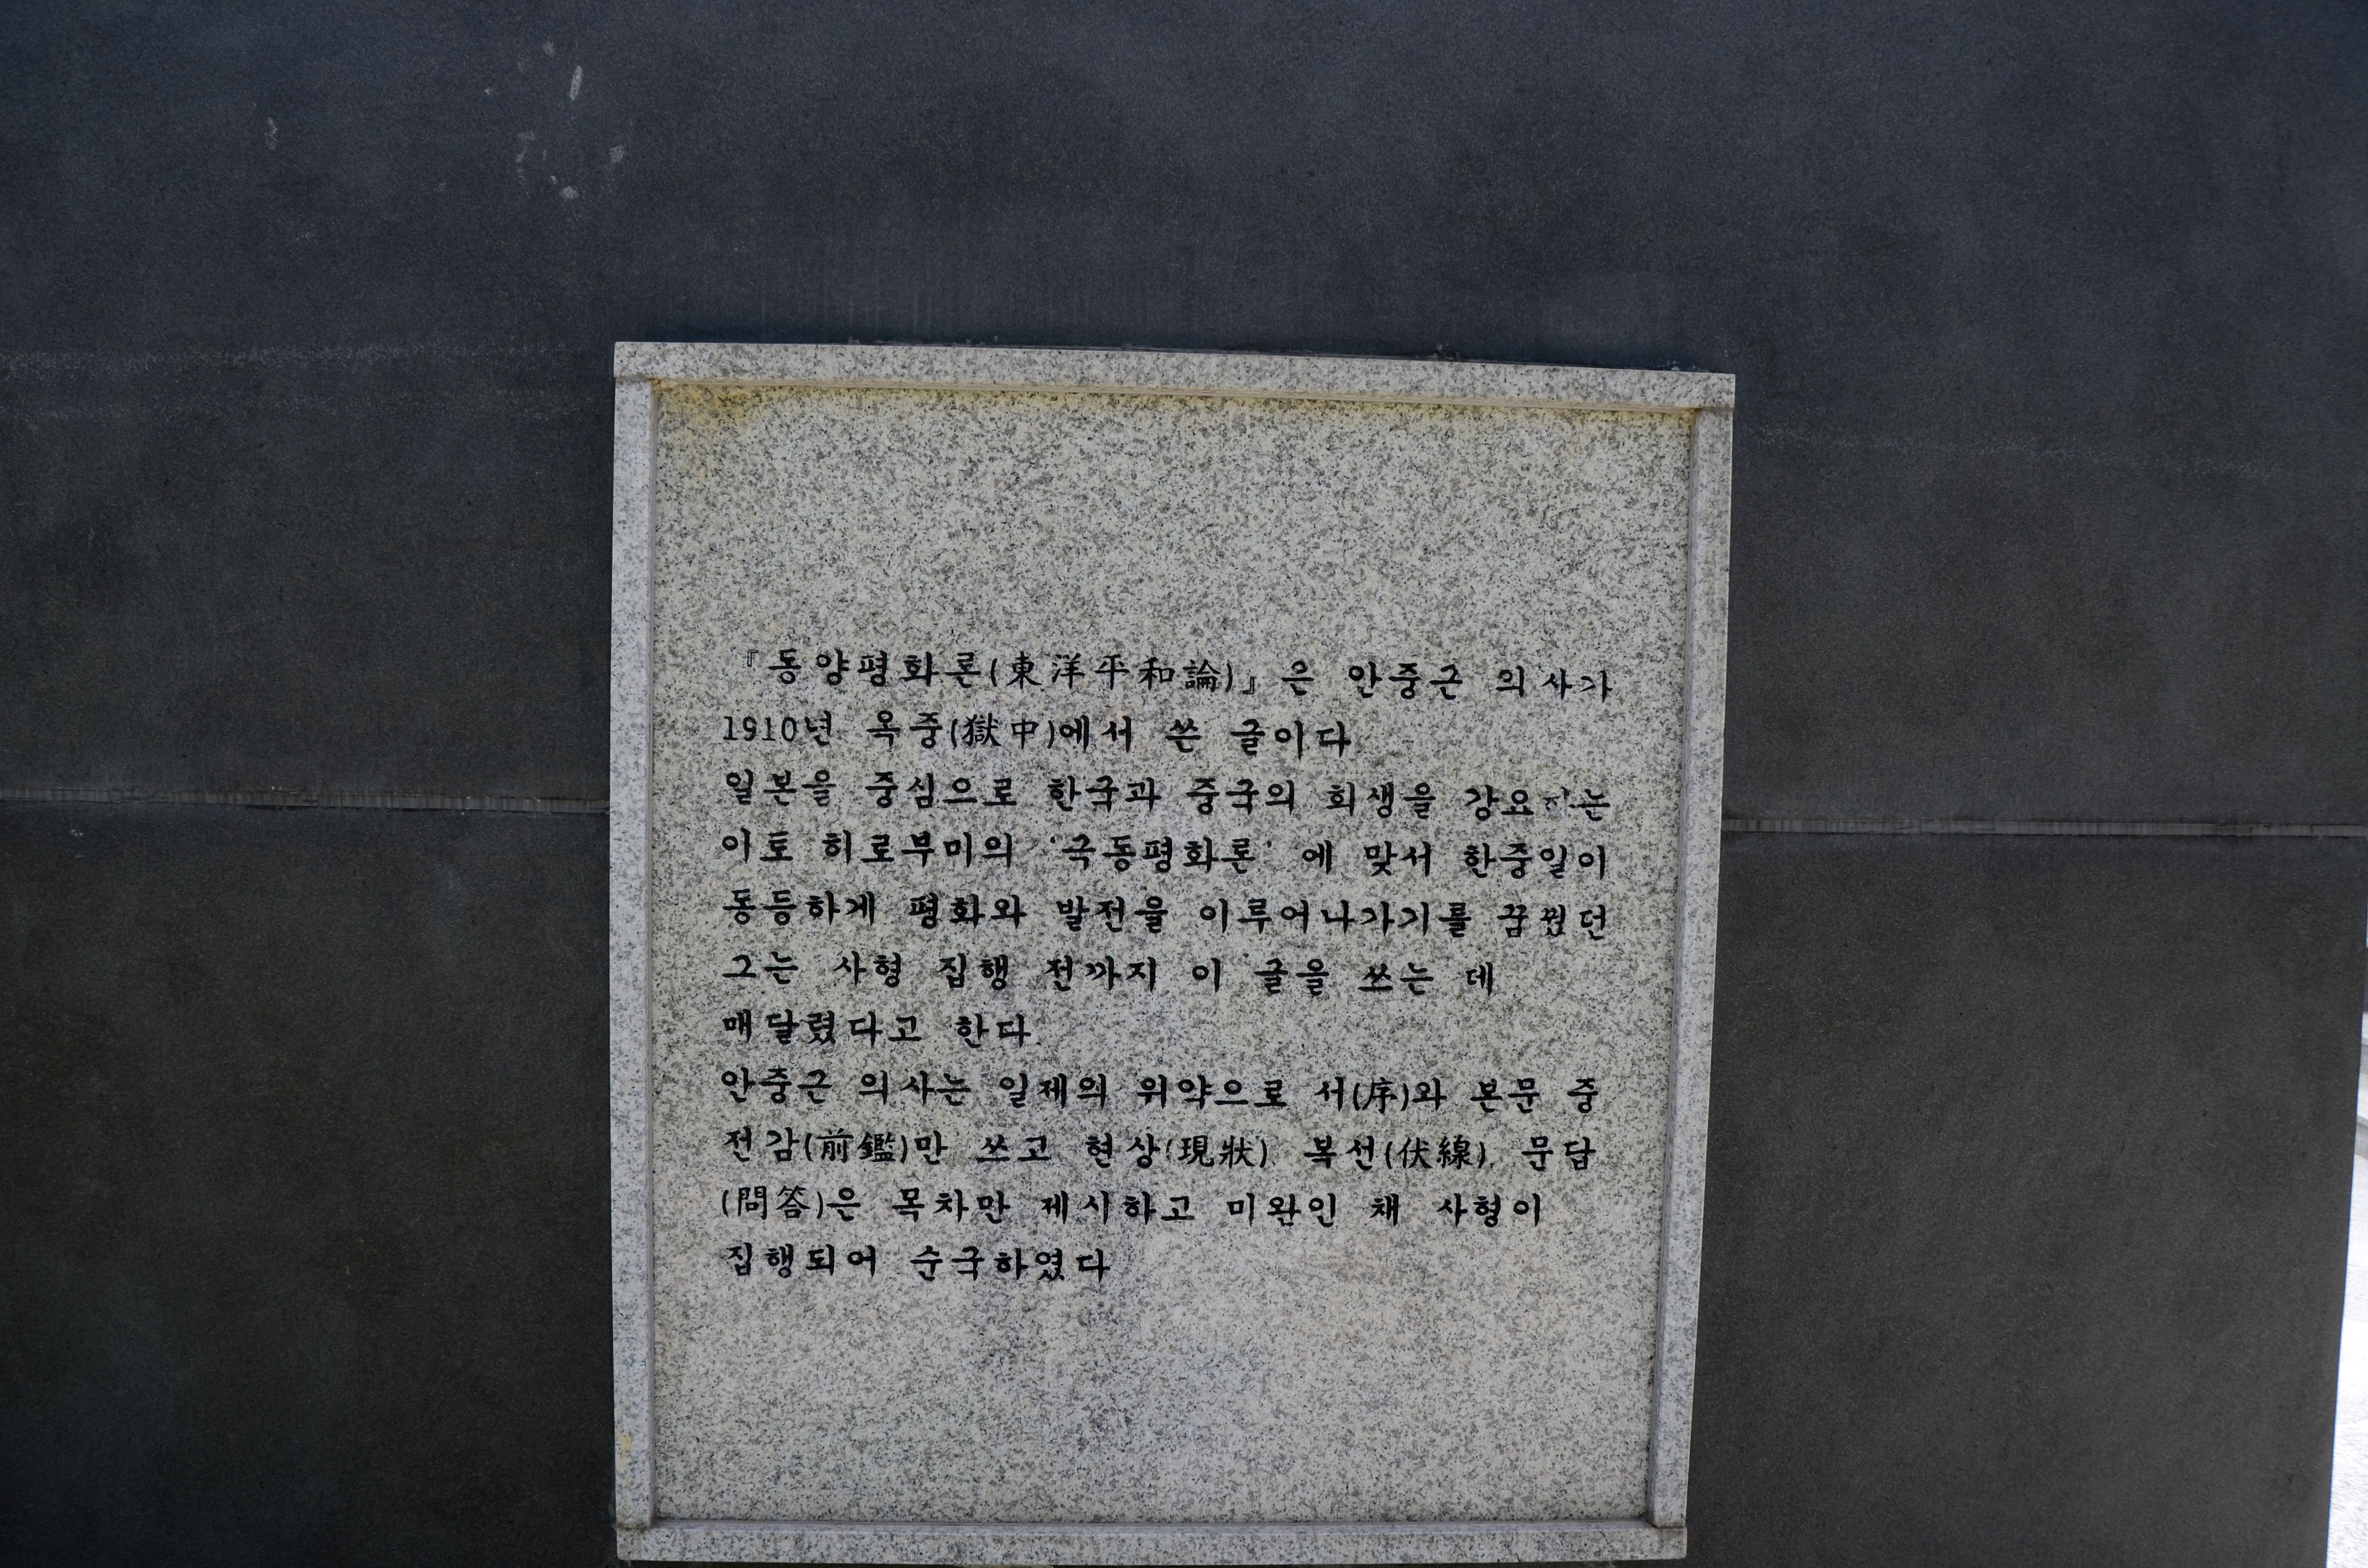 『동양평화론(東洋平和論)』은 안중근 의사가
1910년 옥중(獄中)에서 쓴 글이다
일본을 중심으로 한국과 중국의 희생을 강요하는
이토 히로부미의 '극동평화론' 에 맞서 한중일이
동등하게 평화와 발전을 이루어나가기를 꿈꿨던
그는 사형 집행 전까지 이 글을 쓰는 데
매달렸다고 한다.
안중근 의사는 일제의 위약으로 서(序)와 본문 중
전감(前鑑)만 쓰고 현상(現狀), 복선(伏線), 문답
(問答)은 목차만 제시하고 미완인 채 사형이
집행되어 순국하였다